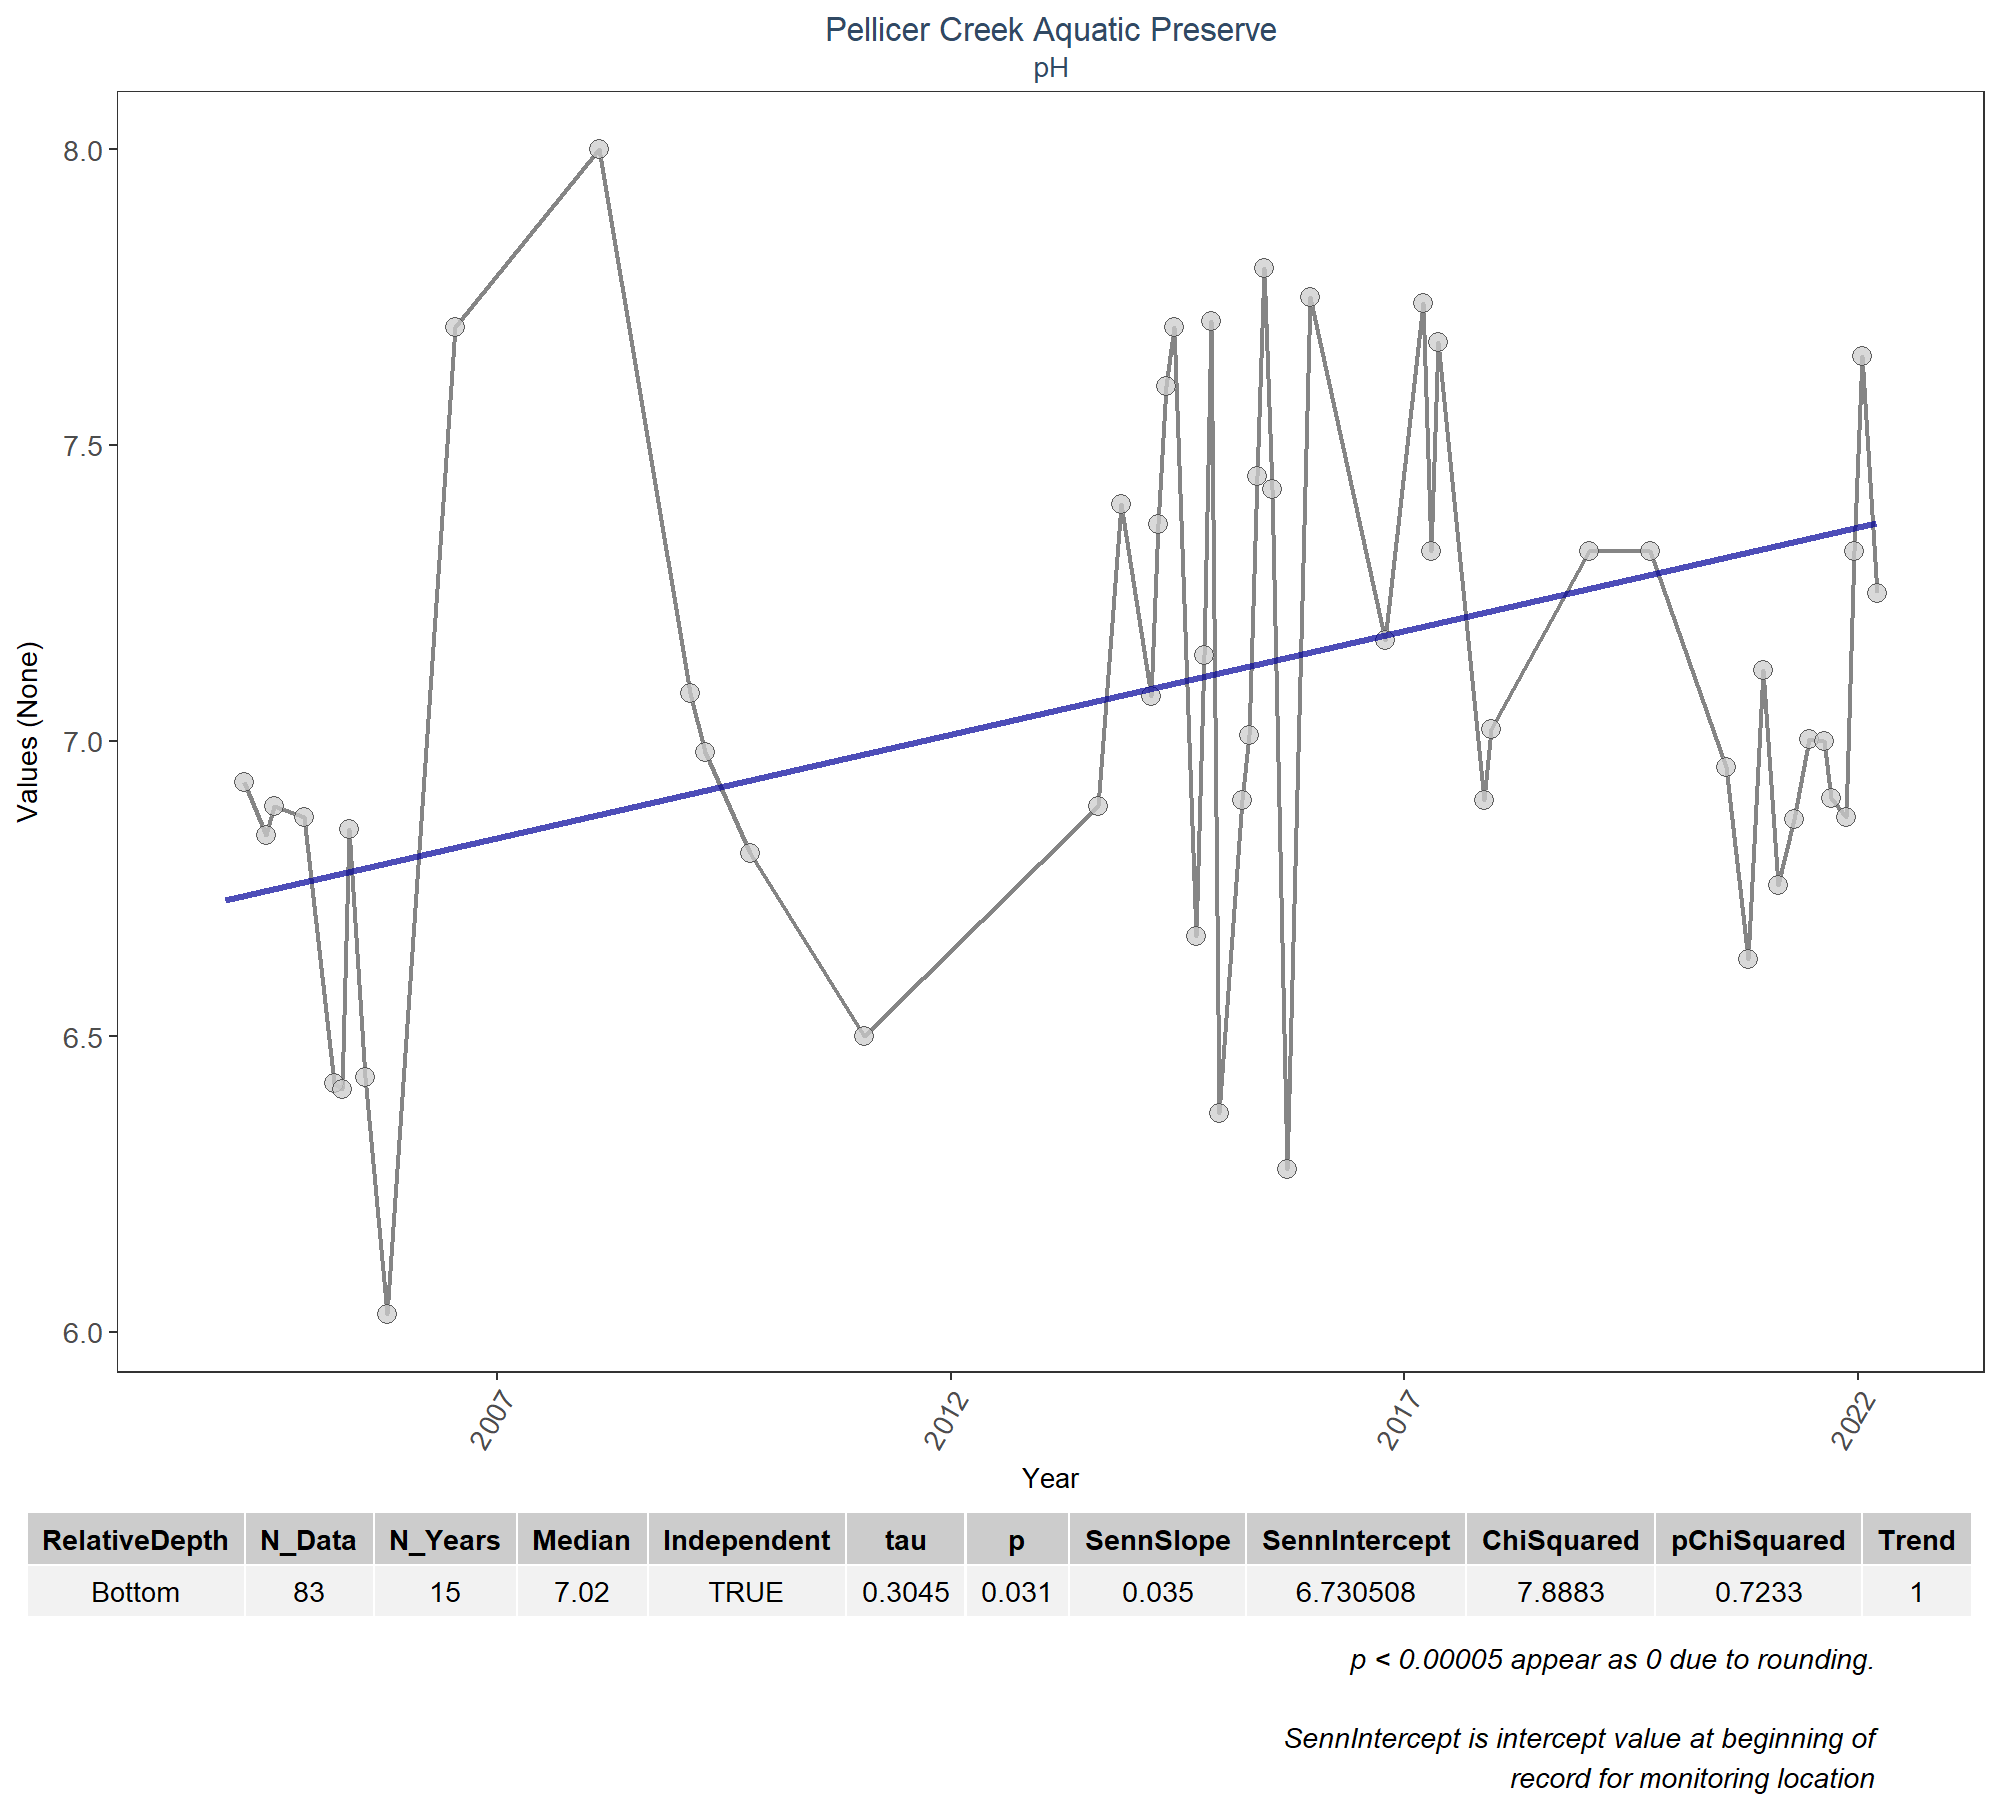 Pellicer Creek Aquatic Preserve
pH
8.0
7.5
7.0
6.5
6.0
Values (None)
2007
2012
2017
2022
Year
RelativeDepth N_Data N_Years Median Independent tau p SennSlope SennIntercept ChiSquared pChiSquared Trend
Bottom 83 15 7.02 TRUE 0.3045 0.031 0.035 6.730508 7.8883 0.7233 1
p < 0.00005 appear as 0 due to rounding.
SennIntercept is intercept value at beginning of
record for monitoring location